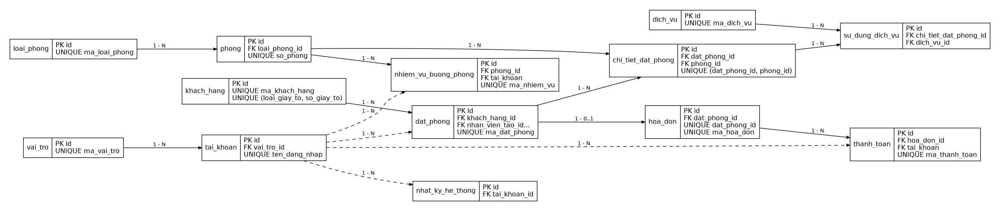 loai_phong
PK id
UNIQUE ma_loai_phong
1 - N
phong
PK id
FK loai_phong_id
UNIQUE so_phong
1 - N
1 - N
dich_vu
PK id
UNIQUE ma_dich_vu
1 - N
su_dung_dich_vu
PK id
FK chi_tiet_dat_phong_id
FK dich_vu_id
1 - N
chi_tiet_dat_phong
PK id
FK dat_phong_id
FK phong_id
UNIQUE (dat_phong_id, phong_id)
nhiem_vu_buong_phong
PK id
FK phong_id
FK tai_khoan
UNIQUE ma_nhiem_vu
khach_hang
PK id
UNIQUE ma_khach_hang
UNIQUE (loai_giay_to, so_giay_to)
1 - N
1 - N
1 - N
dat_phong
PK id
FK khach_hang_id
FK nhan_vien_tao_id...
UNIQUE ma_dat_phong
1 - 0..1
hoa_don
PK id
FK dat_phong_id
UNIQUE dat_phong_id
UNIQUE ma_hoa_don
1 - N
thanh_toan
PK id
FK hoa_don_id
FK tai_khoan
UNIQUE ma_thanh_toan
vai_tro
PK id
UNIQUE ma_vai_tro
1 - N
tai_khoan
PK id
FK vai_tro_id
UNIQUE ten_dang_nhap
1 - N
1 - N
1 - N
nhat_ky_he_thong
PK id
FK tai_khoan_id